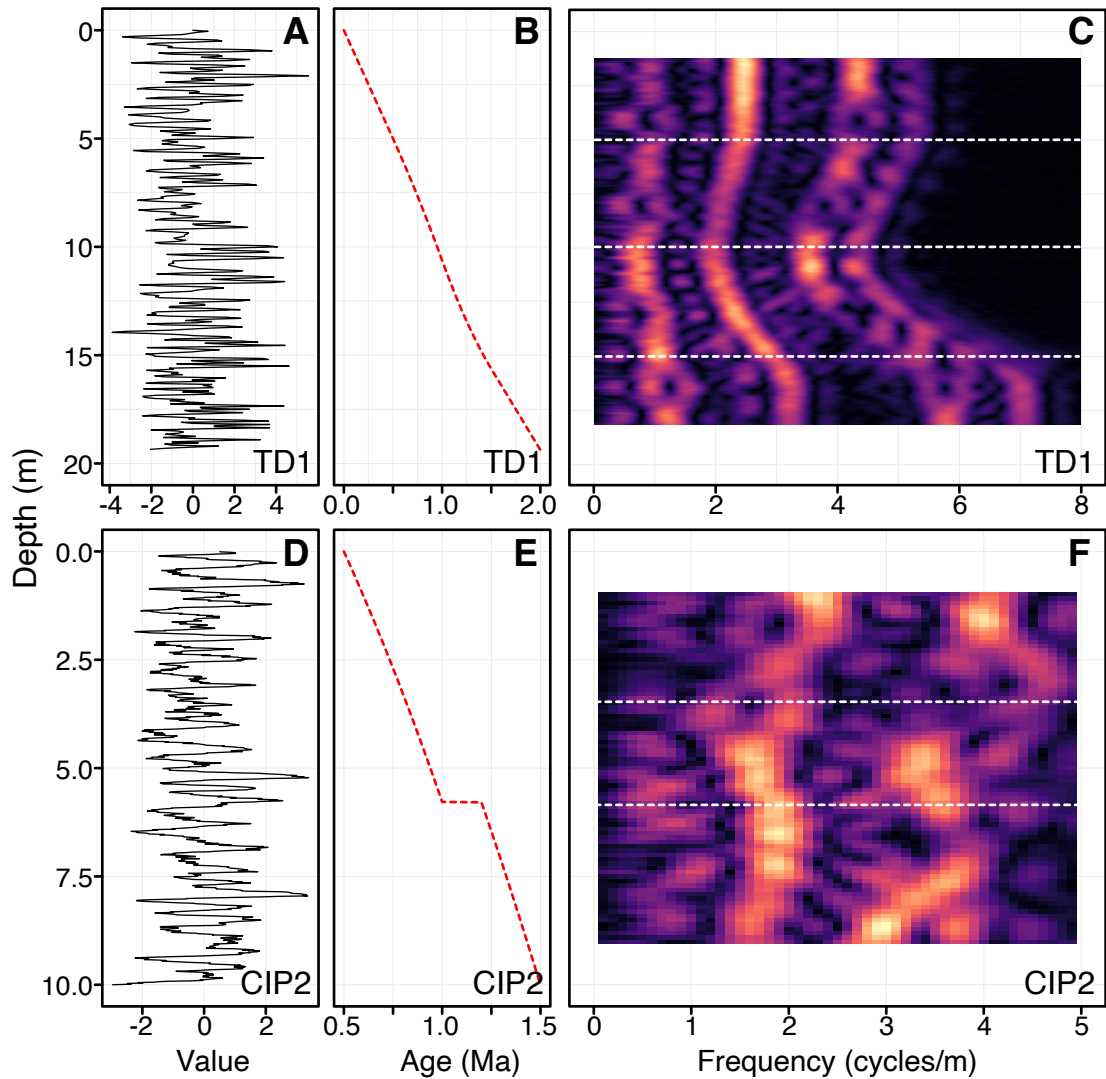 A
B
C
0
5
10
15
20
TD1
TD1
-4 -2 0 2 4
0.0 1.0 2.0
0 2 4 6 8
Depth (m)
D
E
F
0.0
2.5
5.0
7.5
10.0
CIP2
CIP2
CIP2
-2 0 2
0.5 1.0 1.5
0 1 2 3 4 5
Value
Age (Ma)
Frequency (cycles/m)